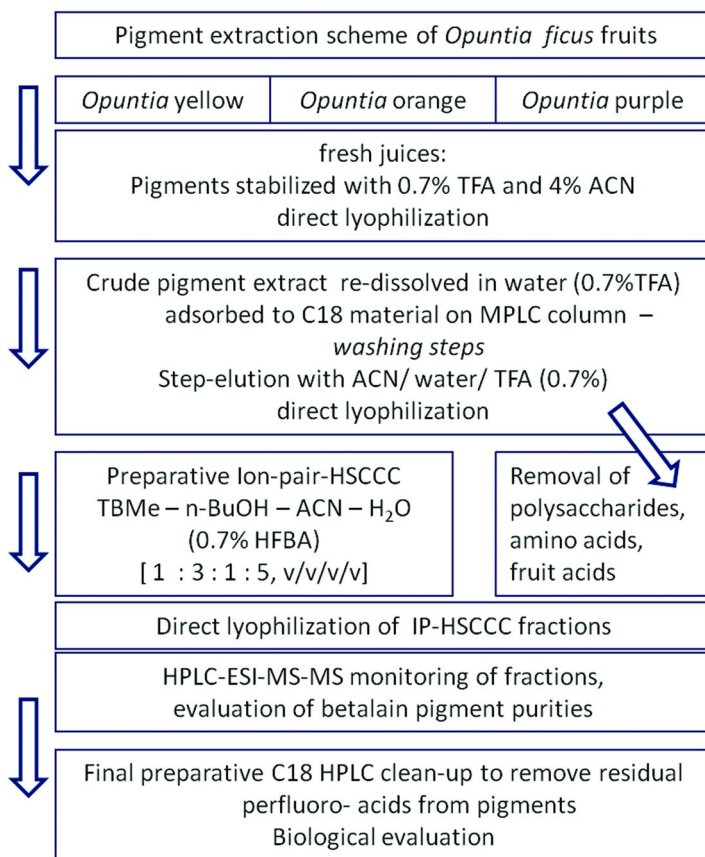 Pigment extraction scheme of Opuntia ficus fruits
Opuntia yellow
Opuntia orange
Opuntia purple
fresh juices:
Pigments stabilized with 0.7% TFA and 4% ACN
direct lyophilization
Crude pigment extract re-dissolved in water (0.7%TFA)
adsorbed to C18 material on MPLC column –
washing steps
Step-elution with ACN/ water/ TFA (0.7%)
direct lyophilization
Preparative Ion-pair-HSCCC
TBMe – n-BuOH – ACN – H₂O
(0.7% HFBA)
[ 1 : 3 : 1 : 5, v/v/v/v]
Removal of
polysaccharides,
amino acids,
fruit acids
Direct lyophilization of IP-HSCCC fractions
HPLC-ESI-MS-MS monitoring of fractions,
evaluation of betalain pigment purities
Final preparative C18 HPLC clean-up to remove residual
perfluoro- acids from pigments
Biological evaluation